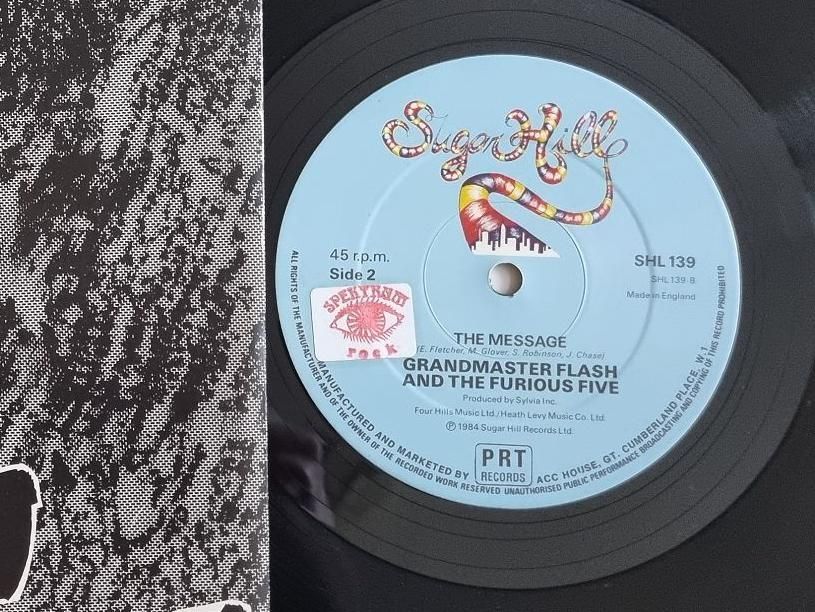 Sugar Hill
45 r.p.m.
Side 2
SHL 139
SHL·139·B
Made in England
SPEKTRUM
rock
THE MESSAGE
(E. Fletcher, M. Glover, S. Robinson, J. Chase)
GRANDMASTER FLASH
AND THE FURIOUS FIVE
Produced by Sylvia Inc.
Four Hills Music Ltd./Heath Levy Music Co. Ltd.
℗ 1984 Sugar Hill Records Ltd.
MANUFACTURED AND MARKETED BY PRT RECORDS ACC HOUSE, GT. CUMBERLAND PLACE, W.1
ALL RIGHTS OF THE MANUFACTURER AND OF THE OWNER OF THE RECORDED WORK RESERVED UNAUTHORISED PUBLIC PERFORMANCE BROADCASTING AND COPYING OF THIS RECORD PROHIBITED